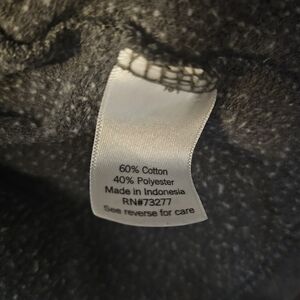 60% Cotton
40% Polyester
Made in Indonesia
RN#73277
See reverse for care